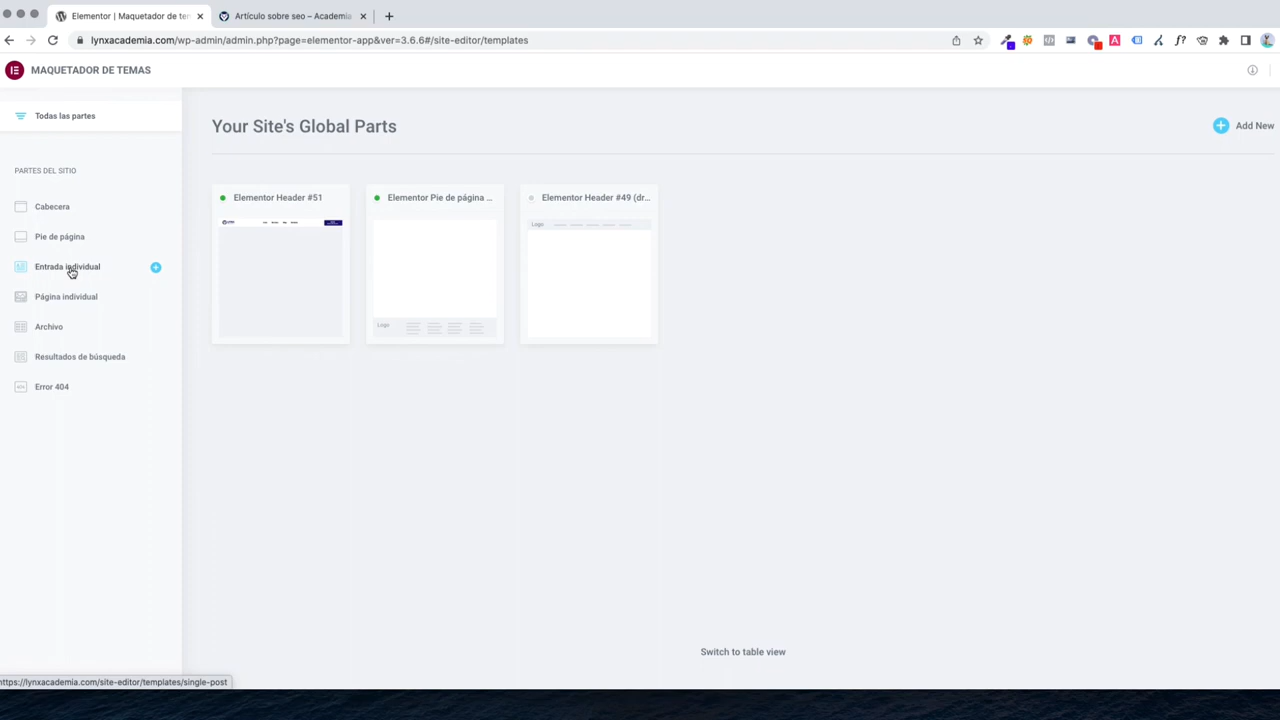 Elementor | Maquetador de ten
Artículo sobre seo – Academia
lynxacademia.com/wp-admin/admin.php?page=elementor-app&ver=3.6.6#/site-editor/templates
MAQUETADOR DE TEMAS
Todas las partes
PARTES DEL SITIO
Cabecera
Pie de página
Entrada individual
Página individual
Archivo
Resultados de búsqueda
Error 404
Your Site's Global Parts
Add New
Elementor Header #51
Elementor Pie de página ...
Elementor Header #49 (dr...
Logo
Logo
Switch to table view
https://lynxacademia.com/site-editor/templates/single-post